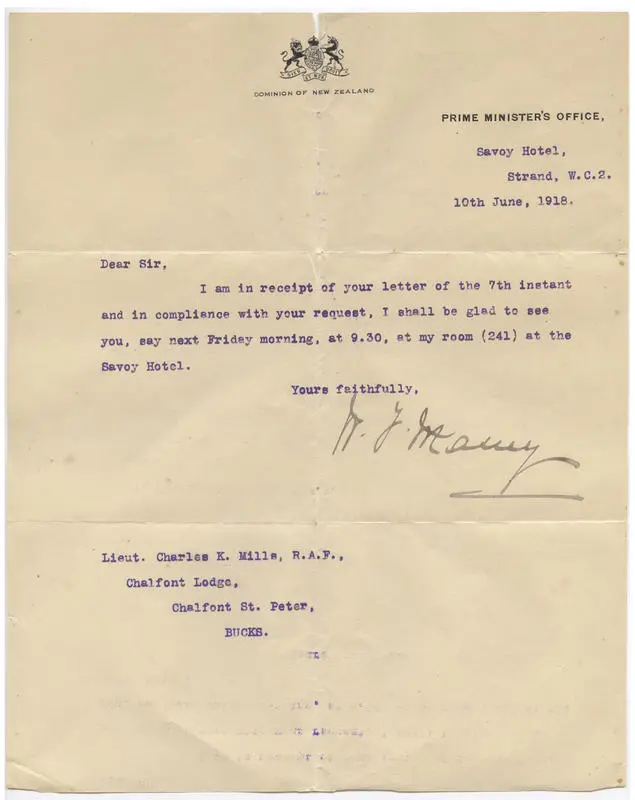 DIEU ET MON DROIT
DOMINION OF NEW ZEALAND
PRIME MINISTER'S OFFICE,
Savoy Hotel,
Strand, W.C.2.
10th June, 1918.
Dear Sir,
I am in receipt of your letter of the 7th instant
and in compliance with your request, I shall be glad to see
you, say next Friday morning, at 9.30, at my room (241) at the
Savoy Hotel.
Yours faithfully,
W. F. Massey
Lieut. Charles K. Mills, R.A.F.,
Chalfont Lodge,
Chalfont St. Peter,
BUCKS.